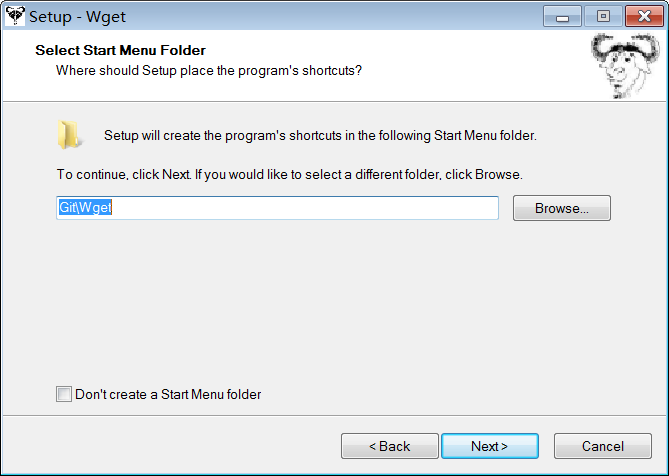 Setup - Wget
Select Start Menu Folder
Where should Setup place the program's shortcuts?
Setup will create the program's shortcuts in the following Start Menu folder.
To continue, click Next. If you would like to select a different folder, click Browse.
Git\Wget
Browse...
Don't create a Start Menu folder
< Back
Next >
Cancel